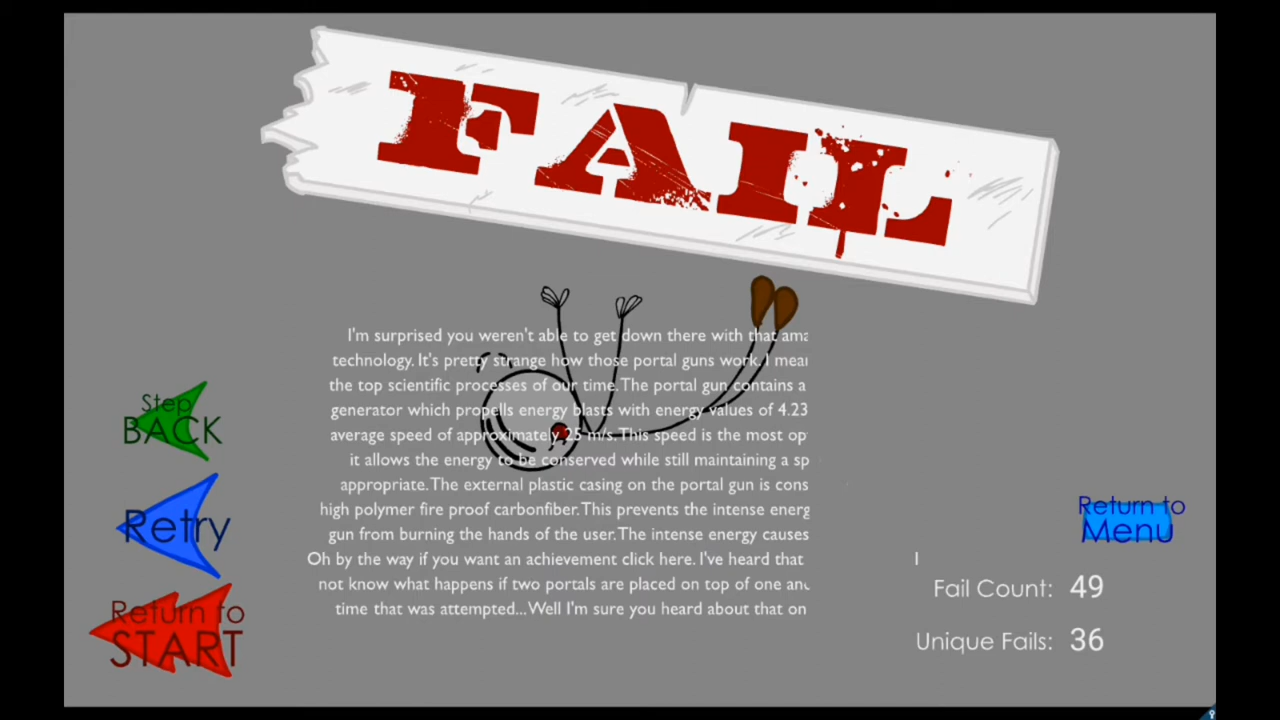 FAIL
I'm surprised you weren't able to get down there with that ama
technology. It's pretty strange how those portal guns work. I mean
the top scientific processes of our time. The portal gun contains a
generator which propells energy blasts with energy values of 4.23
average speed of approximately 25 m/s. This speed is the most op
it allows the energy to be conserved while still maintaining a sp
appropriate. The external plastic casing on the portal gun is cons
high polymer fire proof carbonfiber. This prevents the intense energ
gun from burning the hands of the user. The intense energy causes
Oh by the way if you want an achievement click here. I've heard that
not know what happens if two portals are placed on top of one and
time that was attempted... Well I'm sure you heard about that on
Step
BACK
Retry
Return to
START
Return to
Menu
Fail Count: 49
Unique Fails: 36